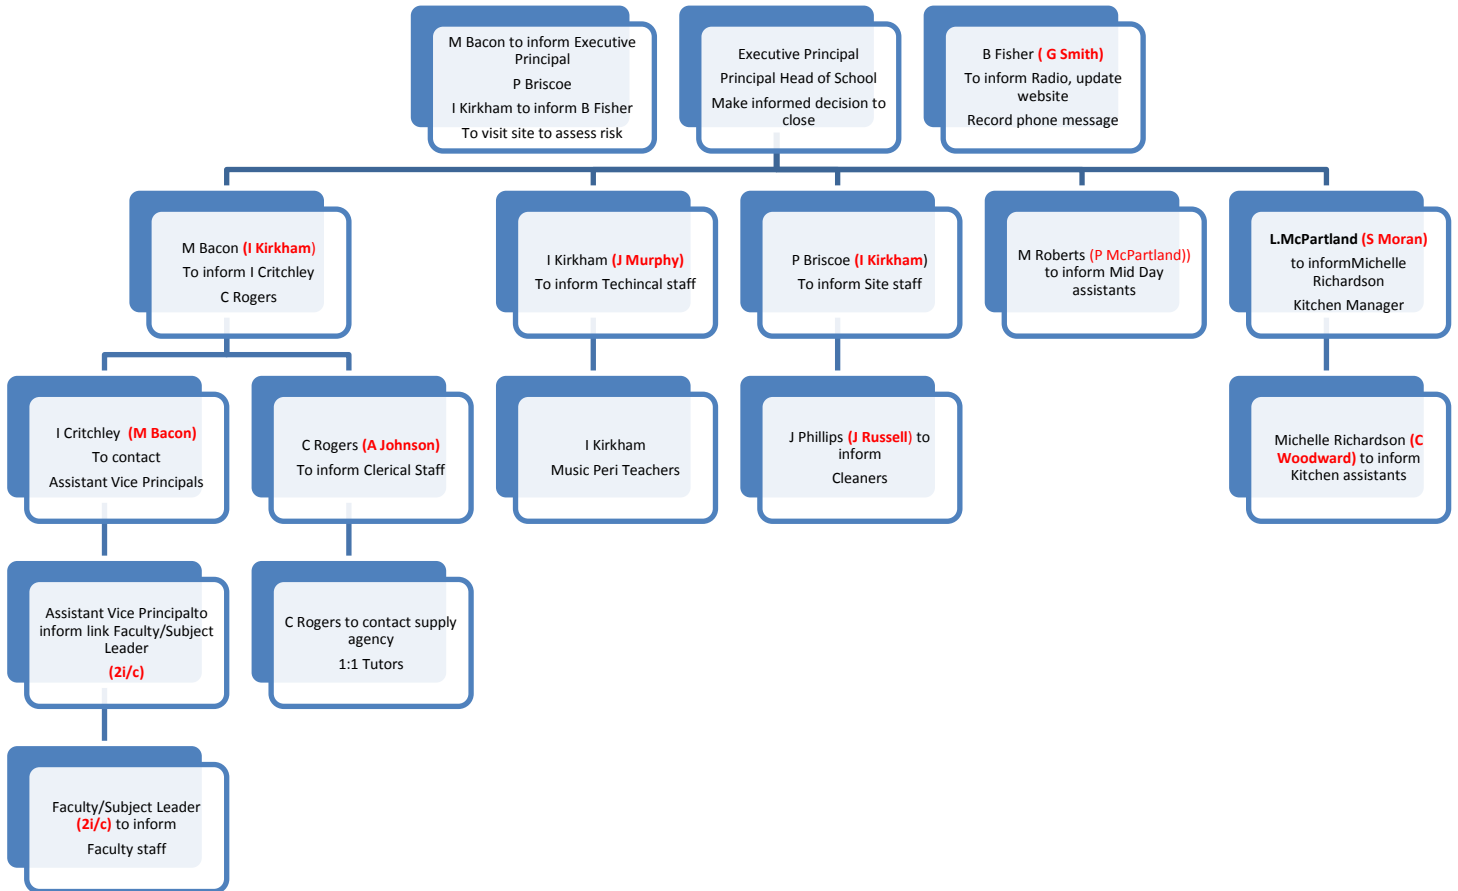 M Bacon to inform Executive
Principal
P Briscoe
I Kirkham to inform B Fisher
To visit site to assess risk
Executive Principal
Principal Head of School
Make informed decision to
close
B Fisher ( G Smith)
To inform Radio, update
website
Record phone message
M Bacon (I Kirkham)
To inform I Critchley
C Rogers
I Kirkham (J Murphy)
To inform Techincal staff
P Briscoe (I Kirkham)
To inform Site staff
M Roberts (P McPartland))
to inform Mid Day
assistants
L.McPartland (S Moran)
to informMichelle
Richardson
Kitchen Manager
I Critchley (M Bacon)
To contact
Assistant Vice Principals
C Rogers (A Johnson)
To inform Clerical Staff
I Kirkham
Music Peri Teachers
J Phillips (J Russell) to
inform
Cleaners
Michelle Richardson (C
Woodward) to inform
Kitchen assistants
Assistant Vice Principalto
inform link Faculty/Subject
Leader
(2i/c)
C Rogers to contact supply
agency
1:1 Tutors
Faculty/Subject Leader
(2i/c) to inform
Faculty staff